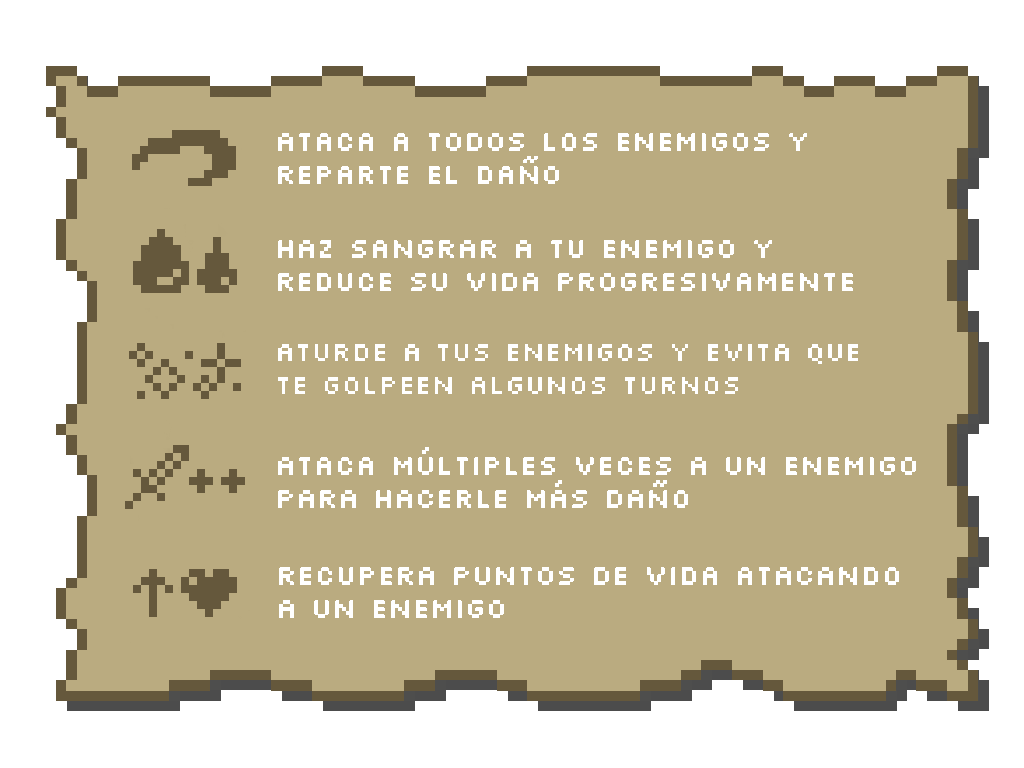 ATACA A TODOS LOS ENEMIGOS Y
REPARTE EL DAÑO
HAZ SANGRAR A TU ENEMIGO Y
REDUCE SU VIDA PROGRESIVAMENTE
ATURDE A TUS ENEMIGOS Y EVITA QUE
TE GOLPEEN ALGUNOS TURNOS
ATACA MÚLTIPLES VECES A UN ENEMIGO
PARA HACERLE MÁS DAÑO
RECUPERA PUNTOS DE VIDA ATACANDO
A UN ENEMIGO